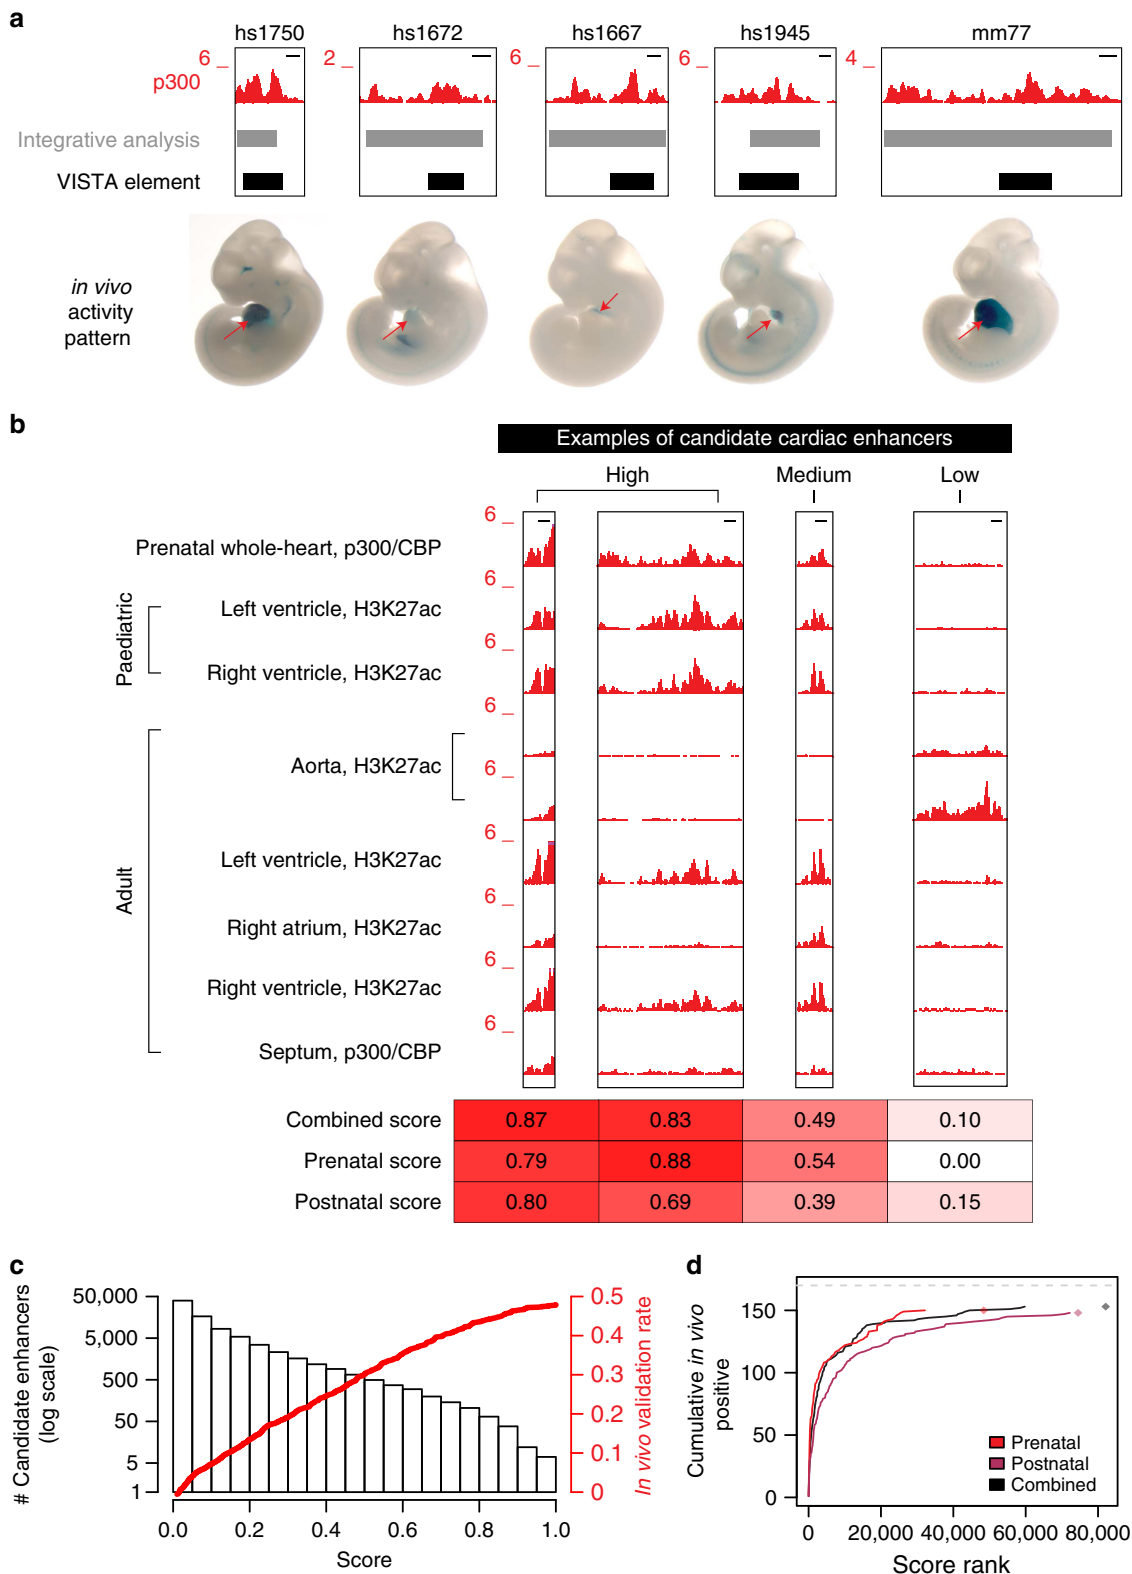 a
hs1750 hs1672 hs1667 hs1945 mm77
6 2 6 6 4
p300
Integrative analysis
VISTA element
in vivo
activity
pattern
b
Examples of candidate cardiac enhancers
High Medium Low
6
Prenatal whole-heart, p300/CBP
6
Paediatric
Left ventricle, H3K27ac
6
Right ventricle, H3K27ac
6
Adult
Aorta, H3K27ac
6
6
Left ventricle, H3K27ac
6
Right atrium, H3K27ac
6
Right ventricle, H3K27ac
6
Septum, p300/CBP
Combined score 0.87 0.83 0.49 0.10
Prenatal score 0.79 0.88 0.54 0.00
Postnatal score 0.80 0.69 0.39 0.15
c
# Candidate enhancers
(log scale)
50,000
5,000
500
50
5
1
0.0 0.2 0.4 0.6 0.8 1.0
Score
0.5
0.4
0.3
0.2
0.1
0
In vivo validation rate
d
Cumulative in vivo
positive
150
100
50
0
Prenatal
Postnatal
Combined
0 20,000 40,000 60,000 80,000
Score rank